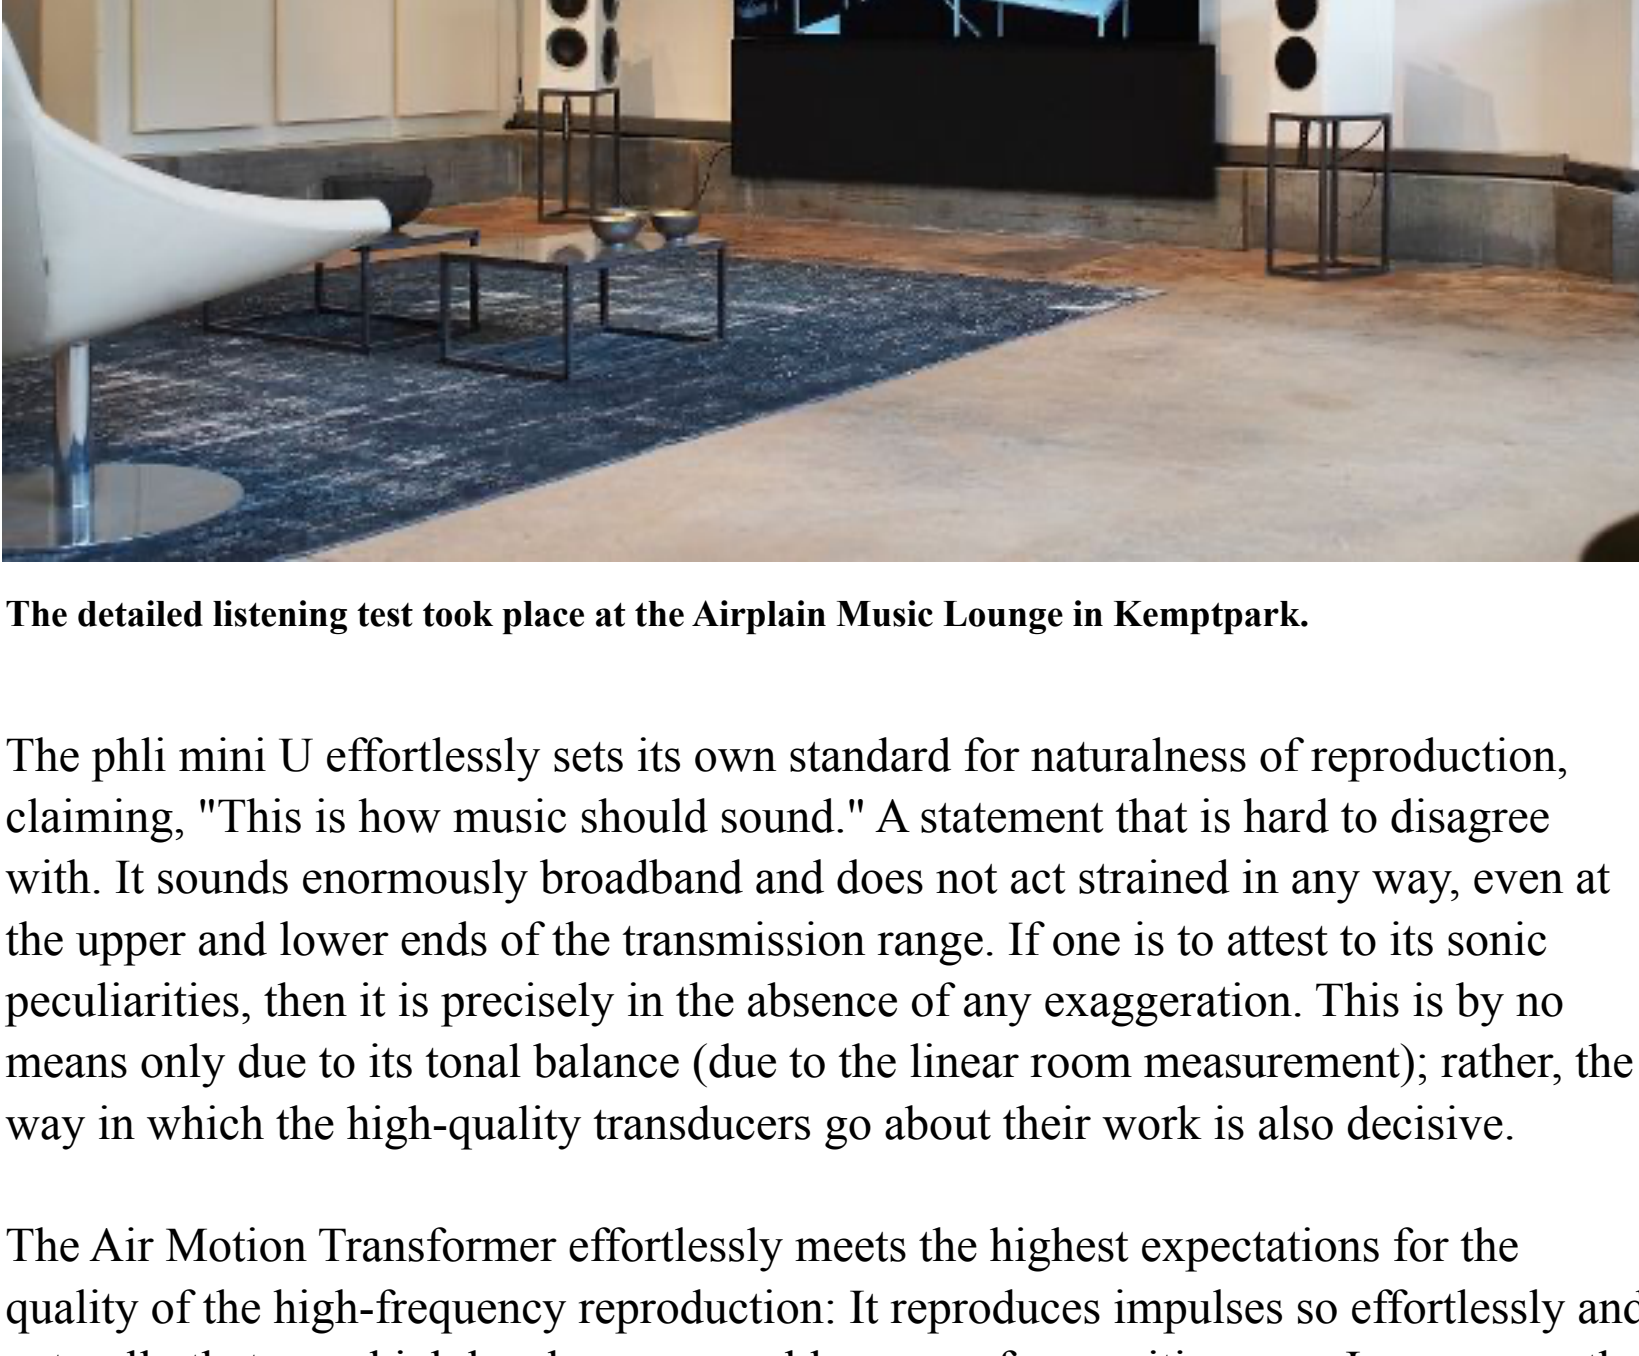 The detailed listening test took place at the Airplain Music Lounge in Kemptpark.
The phli mini U effortlessly sets its own standard for naturalness of reproduction,
claiming, "This is how music should sound." A statement that is hard to disagree
with. It sounds enormously broadband and does not act strained in any way, even at
the upper and lower ends of the transmission range. If one is to attest to its sonic
peculiarities, then it is precisely in the absence of any exaggeration. This is by no
means only due to its tonal balance (due to the linear room measurement); rather, the
way in which the high-quality transducers go about their work is also decisive.
The Air Motion Transformer effortlessly meets the highest expectations for the
quality of the high-frequency reproduction: It reproduces impulses so effortlessly and